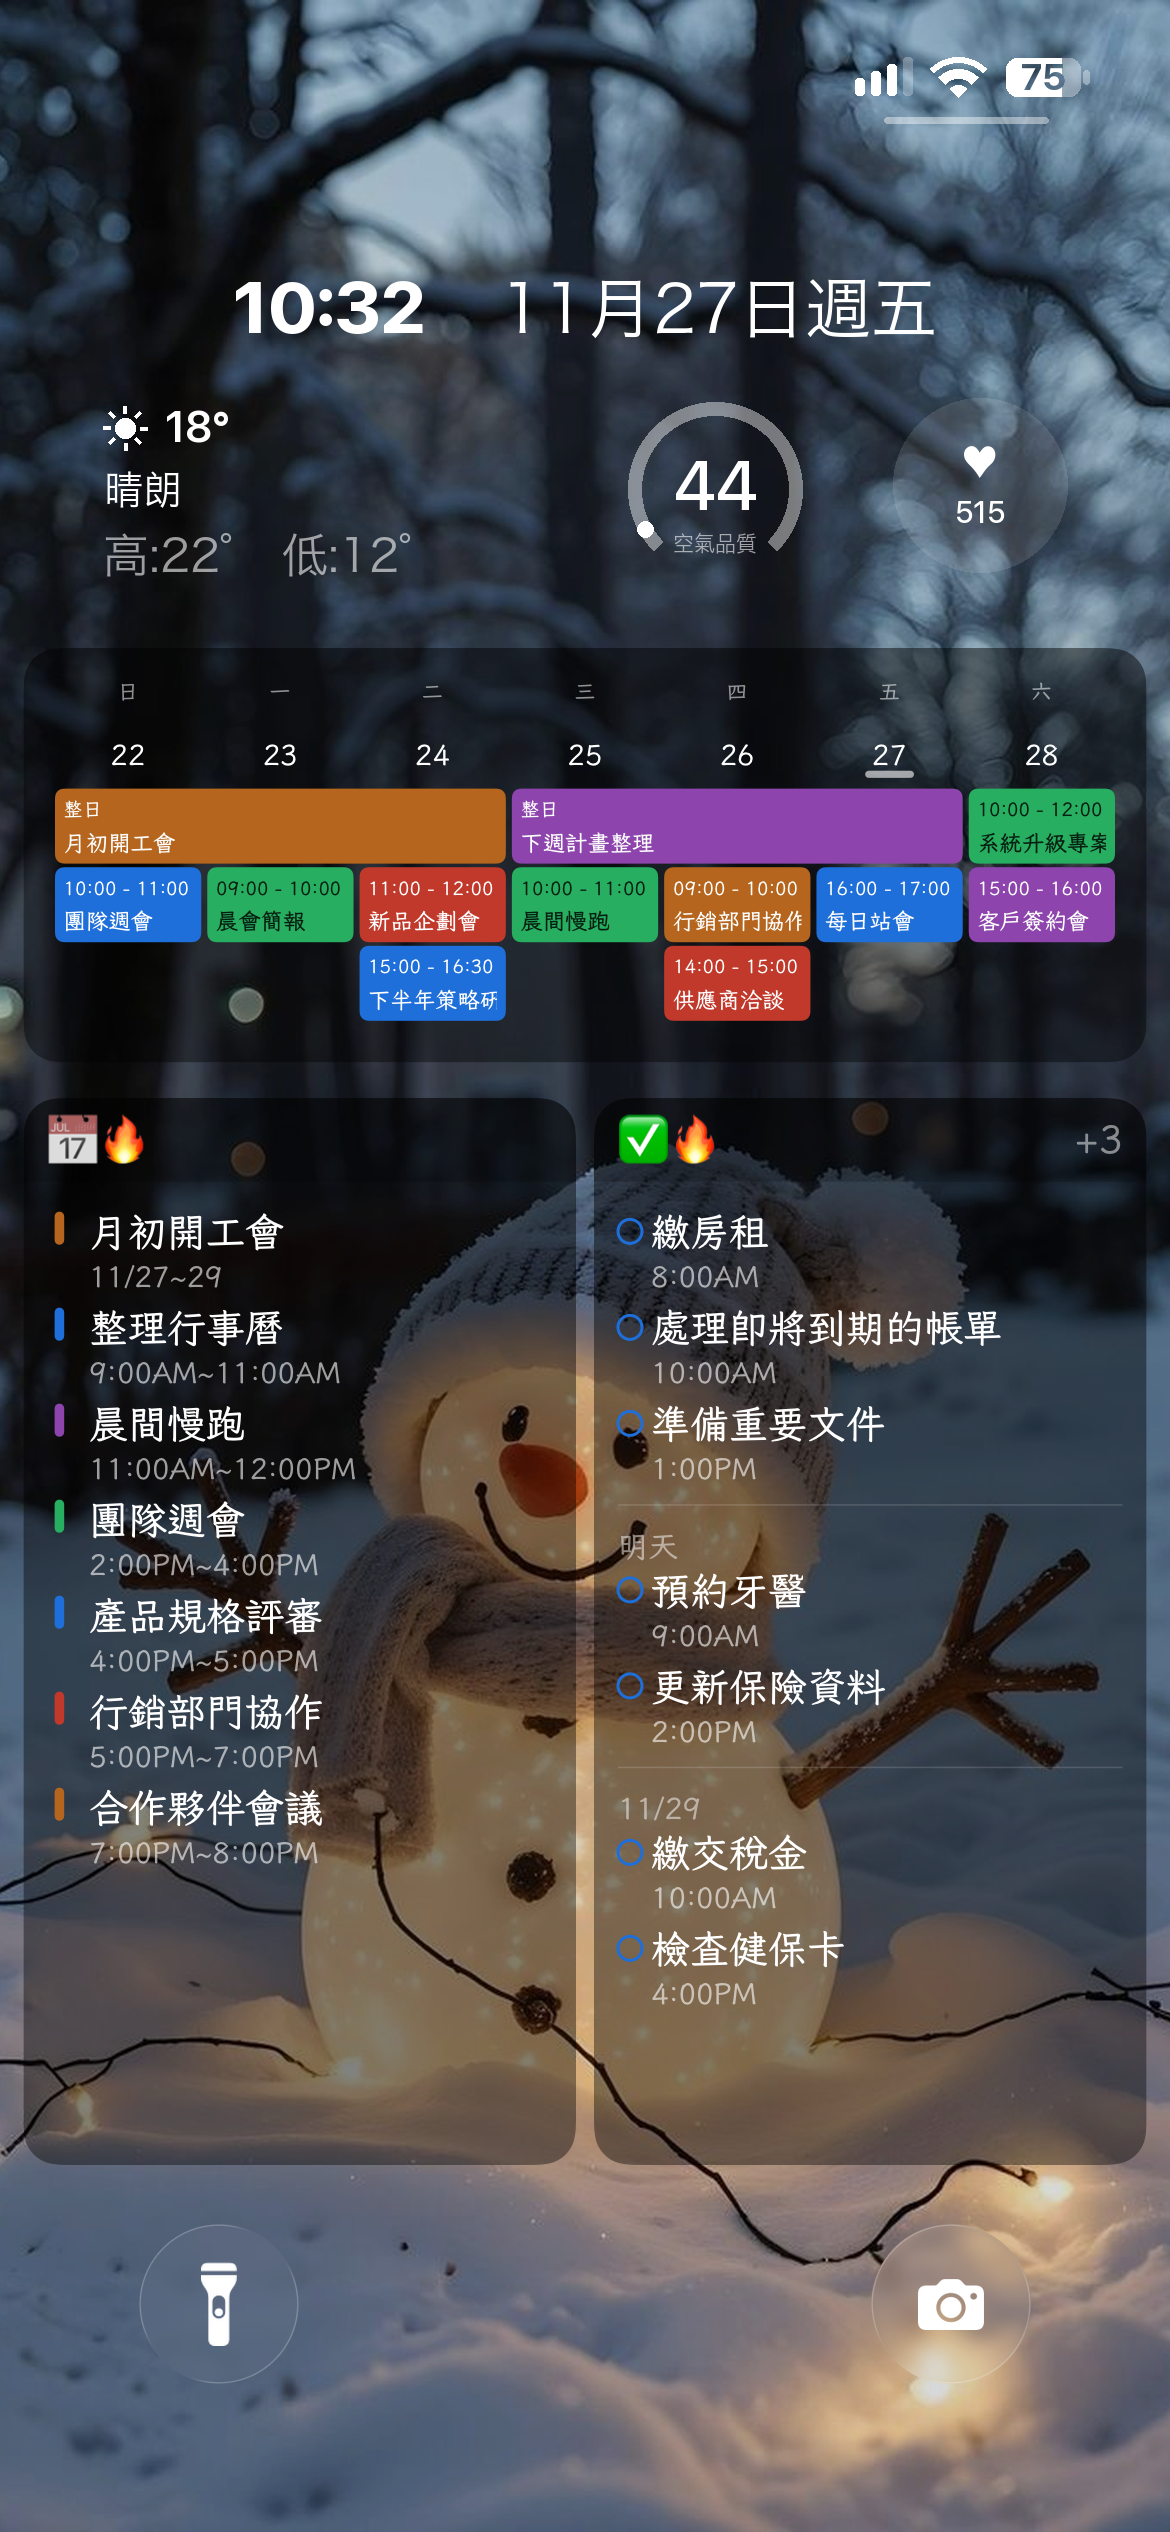 75
10:32 11月27日週五
18°
晴朗
高:22° 低:12°
44
空氣品質
515
日 一 二 三 四 五 六
22 23 24 25 26 27 28
整日
月初開工會
整日
下週計畫整理
10:00 - 12:00
系統升級專案
10:00 - 11:00
團隊週會
09:00 - 10:00
晨會簡報
11:00 - 12:00
新品企劃會
10:00 - 11:00
晨間慢跑
09:00 - 10:00
行銷部門協作
16:00 - 17:00
每日站會
15:00 - 16:00
客戶簽約會
15:00 - 16:30
下半年策略研
14:00 - 15:00
供應商洽談
JUL
17
月初開工會
11/27~29
整理行事曆
9:00AM~11:00AM
晨間慢跑
11:00AM~12:00PM
團隊週會
2:00PM~4:00PM
產品規格評審
4:00PM~5:00PM
行銷部門協作
5:00PM~7:00PM
合作夥伴會議
7:00PM~8:00PM
+3
繳房租
8:00AM
處理即將到期的帳單
10:00AM
準備重要文件
1:00PM
明天
預約牙醫
9:00AM
更新保險資料
2:00PM
11/29
繳交稅金
10:00AM
檢查健保卡
4:00PM